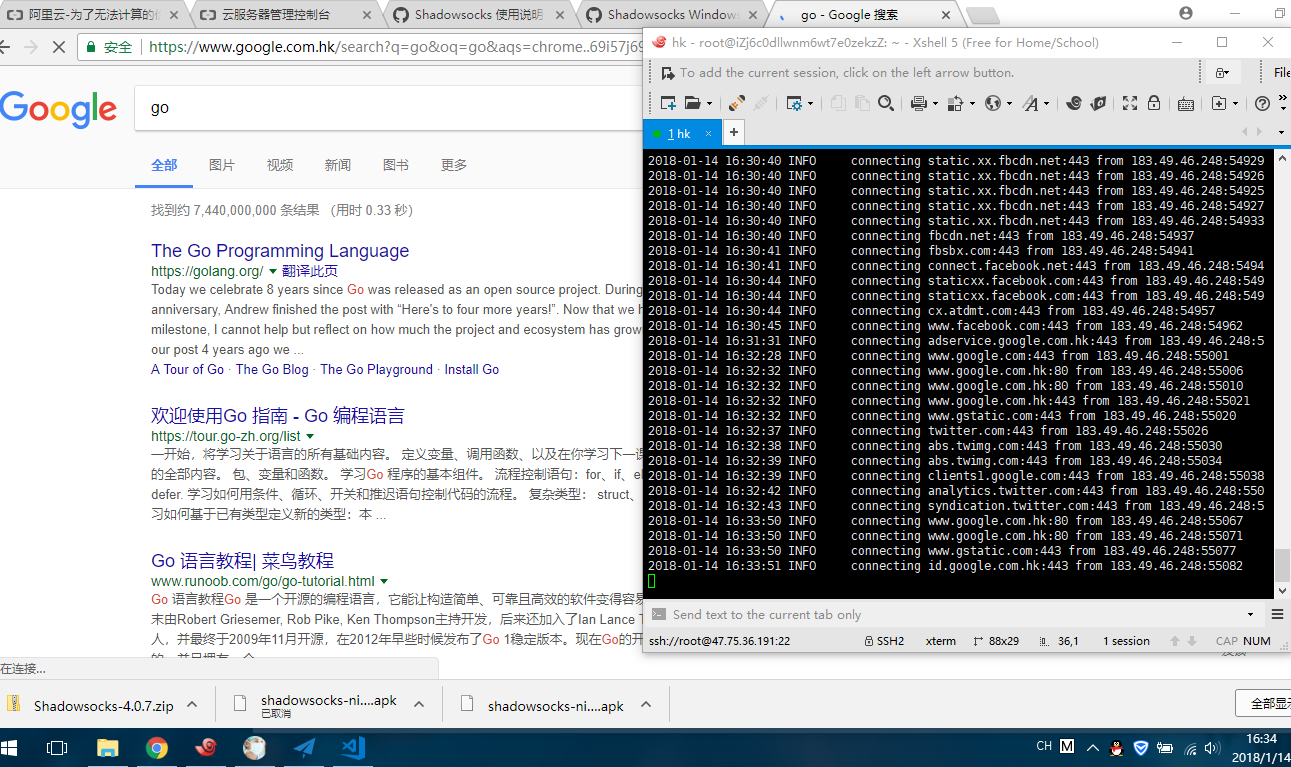 阿里云-为了无法计算的
云服务器管理控制台
Shadowsocks 使用说明
Shadowsocks Windows
go - Google 搜索
安全
https://www.google.com.hk/search?q=go&oq=go&aqs=chrome..69i57j69
Google
go
全部 图片 视频 新闻 图书 更多
找到约 7,440,000,000 条结果 （用时 0.33 秒）
The Go Programming Language
https://golang.org/ 翻译此页
Today we celebrate 8 years since Go was released as an open source project. During
anniversary, Andrew finished the post with “Here's to four more years!”. Now that we h
milestone, I cannot help but reflect on how much the project and ecosystem has grow
our post 4 years ago we ...
A Tour of Go · The Go Blog · The Go Playground · Install Go
欢迎使用Go 指南 - Go 编程语言
https://tour.go-zh.org/list
一开始，将学习关于语言的所有基础内容。 定义变量、调用函数、以及在你学习下一课
的全部内容。 包、变量和函数。 学习Go 程序的基本组件。 流程控制语句：for、if、el
defer. 学习如何用条件、循环、开关和推迟语句控制代码的流程。 复杂类型： struct、
习如何基于已有类型定义新的类型：本 ...
Go 语言教程| 菜鸟教程
www.runoob.com/go/go-tutorial.html
Go 语言教程Go 是一个开源的编程语言，它能让构造简单、可靠且高效的软件变得容易
末由Robert Griesemer, Rob Pike, Ken Thompson主持开发，后来还加入了Ian Lance T
人，并最终于2009年11月开源，在2012年早些时候发布了Go 1稳定版本。现在Go的开
在连接...
hk - root@iZj6c0dllwnm6wt7e0zekzZ: ~ - Xshell 5 (Free for Home/School)
To add the current session, click on the left arrow button.
File
1 hk
2018-01-14 16:30:40 INFO connecting static.xx.fbcdn.net:443 from 183.49.46.248:54929
2018-01-14 16:30:40 INFO connecting static.xx.fbcdn.net:443 from 183.49.46.248:54926
2018-01-14 16:30:40 INFO connecting static.xx.fbcdn.net:443 from 183.49.46.248:54925
2018-01-14 16:30:40 INFO connecting static.xx.fbcdn.net:443 from 183.49.46.248:54927
2018-01-14 16:30:40 INFO connecting static.xx.fbcdn.net:443 from 183.49.46.248:54933
2018-01-14 16:30:40 INFO connecting fbcdn.net:443 from 183.49.46.248:54937
2018-01-14 16:30:41 INFO connecting fbsbx.com:443 from 183.49.46.248:54941
2018-01-14 16:30:41 INFO connecting connect.facebook.net:443 from 183.49.46.248:5494
2018-01-14 16:30:44 INFO connecting staticxx.facebook.com:443 from 183.49.46.248:549
2018-01-14 16:30:44 INFO connecting staticxx.facebook.com:443 from 183.49.46.248:549
2018-01-14 16:30:44 INFO connecting cx.atdmt.com:443 from 183.49.46.248:54957
2018-01-14 16:30:45 INFO connecting www.facebook.com:443 from 183.49.46.248:54962
2018-01-14 16:31:31 INFO connecting adservice.google.com.hk:443 from 183.49.46.248:5
2018-01-14 16:32:28 INFO connecting www.google.com:443 from 183.49.46.248:55001
2018-01-14 16:32:32 INFO connecting www.google.com.hk:80 from 183.49.46.248:55006
2018-01-14 16:32:32 INFO connecting www.google.com.hk:80 from 183.49.46.248:55010
2018-01-14 16:32:32 INFO connecting www.google.com.hk:443 from 183.49.46.248:55021
2018-01-14 16:32:32 INFO connecting www.gstatic.com:443 from 183.49.46.248:55020
2018-01-14 16:32:37 INFO connecting twitter.com:443 from 183.49.46.248:55026
2018-01-14 16:32:38 INFO connecting abs.twimg.com:443 from 183.49.46.248:55030
2018-01-14 16:32:39 INFO connecting abs.twimg.com:443 from 183.49.46.248:55034
2018-01-14 16:32:39 INFO connecting clients1.google.com:443 from 183.49.46.248:55038
2018-01-14 16:32:42 INFO connecting analytics.twitter.com:443 from 183.49.46.248:550
2018-01-14 16:32:43 INFO connecting syndication.twitter.com:443 from 183.49.46.248:5
2018-01-14 16:33:50 INFO connecting www.google.com.hk:80 from 183.49.46.248:55067
2018-01-14 16:33:50 INFO connecting www.google.com.hk:80 from 183.49.46.248:55071
2018-01-14 16:33:50 INFO connecting www.gstatic.com:443 from 183.49.46.248:55077
2018-01-14 16:33:51 INFO connecting id.google.com.hk:443 from 183.49.46.248:55082
Send text to the current tab only
ssh://root@47.75.36.191:22 SSH2 xterm 88x29 36,1 1 session CAP NUM
Shadowsocks-4.0.7.zip
shadowsocks-ni....apk
已取消
shadowsocks-ni....apk
全部显示
CH M
16:34
2018/1/14